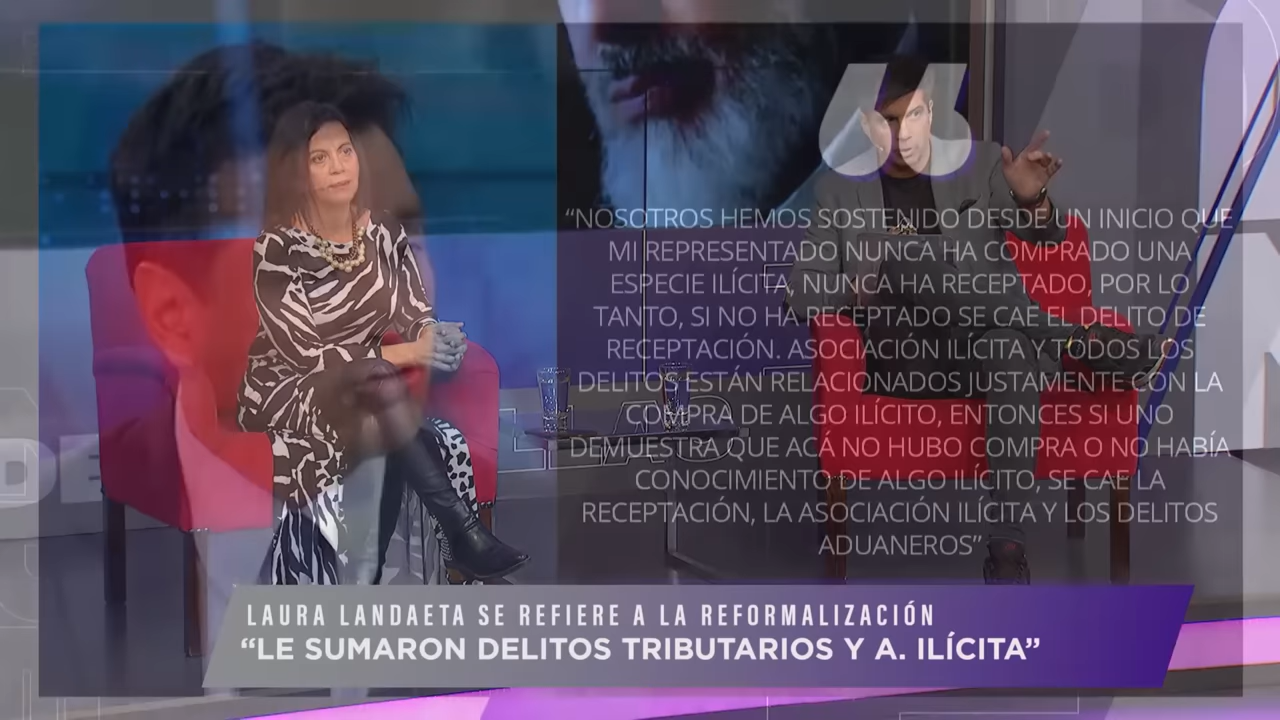 “NOSOTROS HEMOS SOSTENIDO DESDE UN INICIO QUE
MI REPRESENTADO NUNCA HA COMPRADO UNA
ESPECIE ILÍCITA, NUNCA HA RECEPTADO, POR LO
TANTO, SI NO HA RECEPTADO SE CAE EL DELITO DE
RECEPTACIÓN. ASOCIACIÓN ILÍCITA Y TODOS LOS
DELITOS ESTÁN RELACIONADOS JUSTAMENTE CON LA
COMPRA DE ALGO ILÍCITO, ENTONCES SI UNO
DEMUESTRA QUE ACÁ NO HUBO COMPRA O NO HABÍA
CONOCIMIENTO DE ALGO ILÍCITO, SE CAE LA
RECEPTACIÓN, LA ASOCIACIÓN ILÍCITA Y LOS DELITOS
ADUANEROS”
LAURA LANDAETA SE REFIERE A LA REFORMALIZACIÓN
“LE SUMARON DELITOS TRIBUTARIOS Y A. ILÍCITA”